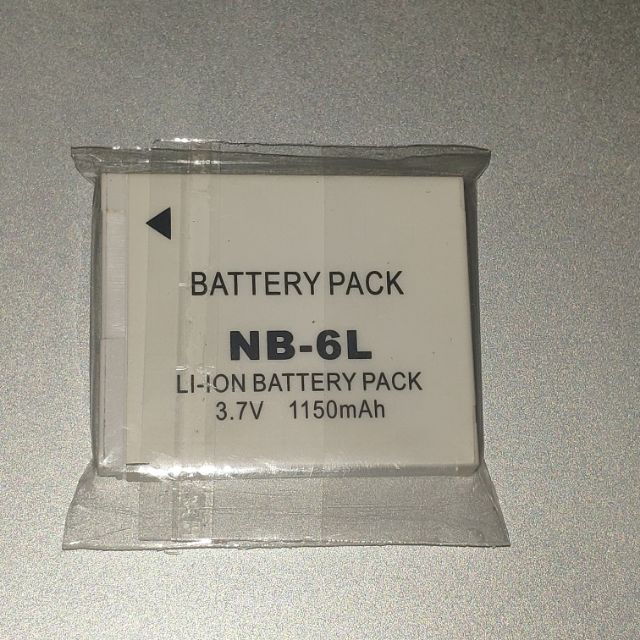 BATTERY PACK
NB-6L
LI-ION BATTERY PACK
3.7V 1150mAh